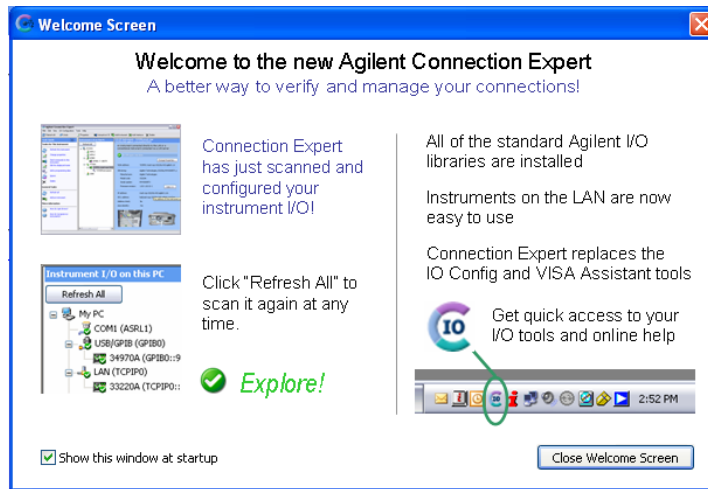 Welcome Screen
Welcome to the new Agilent Connection Expert
A better way to verify and manage your connections!
Connection Expert
has just scanned and
configured your
instrument I/O!
Instrument I/O on this PC
Refresh All
My PC
COM1 (ASRL1)
USB/GPIB (GPIB0)
34970A (GPIB0::9
LAN (TCPIP0)
33220A (TCPIP0::
Click "Refresh All" to
scan it again at any
time.
Explore!
All of the standard Agilent I/O
libraries are installed
Instruments on the LAN are now
easy to use
Connection Expert replaces the
IO Config and VISA Assistant tools
IO
Get quick access to your
I/O tools and online help
2:52 PM
Show this window at startup
Close Welcome Screen